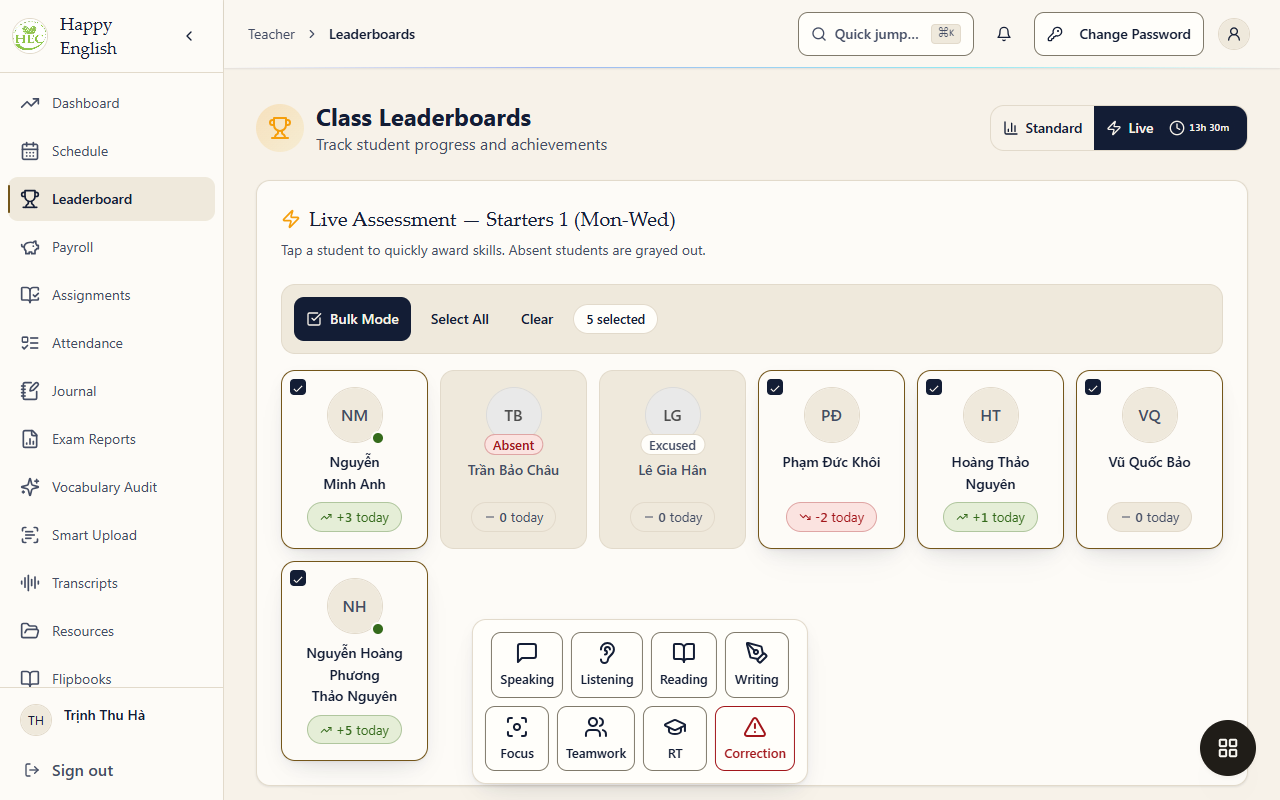 HEC
Happy
English
Teacher
Leaderboards
Quick jump...
⌘K
Change Password
Dashboard
Schedule
Leaderboard
Payroll
Assignments
Attendance
Journal
Exam Reports
Vocabulary Audit
Smart Upload
Transcripts
Resources
Flipbooks
TH
Trịnh Thu Hà
Sign out
Class Leaderboards
Track student progress and achievements
Standard
Live
13h 30m
Live Assessment — Starters 1 (Mon-Wed)
Tap a student to quickly award skills. Absent students are grayed out.
Bulk Mode
Select All
Clear
5 selected
NM
Nguyễn
Minh Anh
+3 today
TB
Absent
Trần Bảo Châu
0 today
LG
Excused
Lê Gia Hân
0 today
PĐ
Phạm Đức Khôi
-2 today
HT
Hoàng Thảo
Nguyên
+1 today
VQ
Vũ Quốc Bảo
0 today
NH
Nguyễn Hoàng
Phương
Thảo Nguyên
+5 today
Speaking
Listening
Reading
Writing
Focus
Teamwork
RT
Correction